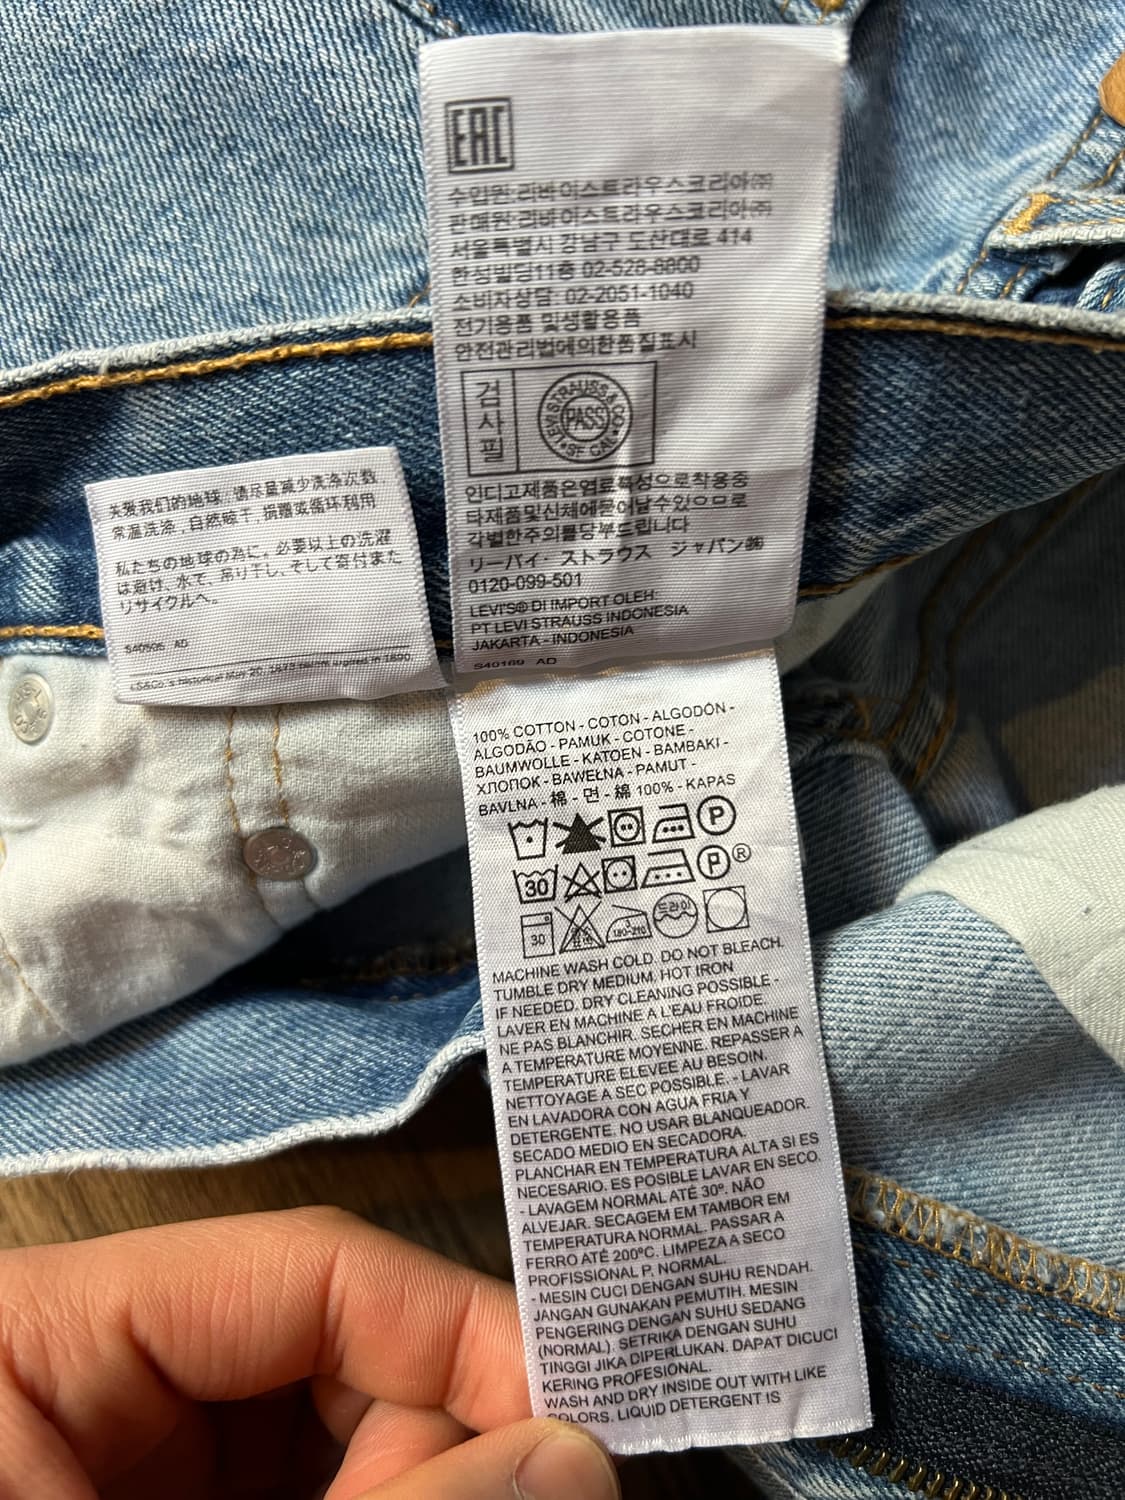 EAC
수입원:리바이스트라우스코리아㈜
판매원:리바이스트라우스코리아㈜
서울특별시 강남구 도산대로 414
한성빌딩11층 02-528-8800
소비자상담: 02-2051-1040
전기용품 및생활용품
안전관리법에의한품질표시
검사필
LEVI STRAUSS & CO
PASS
SF CAL
인디고제품은염료특성으로착용중
타제품및신체에묻어날수있으므로
각별한주의를당부드립니다
リーバイ・ストラウス ジャパン㈱
0120-099-501
LEVI'S® DI IMPORT OLEH:
PT LEVI STRAUSS INDONESIA
JAKARTA - INDONESIA
S40169 AD
关爱我们的地球, 请尽量减少洗涤次数,
常温洗涤, 自然晾干, 捐赠或循环利用
私たちの地球の為に、必要以上の洗濯
は避け、水で、吊り干し、そして寄付また
リサイクルへ。
S40506 AD
100% COTTON - COTON - ALGODÓN -
ALGODÃO - PAMUK - COTONE -
BAUMWOLLE - KATOEN - BAMBAKI -
ХЛОПОК - BAWEŁNA - PAMUT -
BAVLNA - 棉 - 면 - 綿 100% - KAPAS
P
30 P ®
30 180-210 드라이
MACHINE WASH COLD. DO NOT BLEACH.
TUMBLE DRY MEDIUM. HOT IRON
IF NEEDED. DRY CLEANING POSSIBLE -
LAVER EN MACHINE A L'EAU FROIDE.
NE PAS BLANCHIR. SECHER EN MACHINE
A TEMPERATURE MOYENNE. REPASSER A
TEMPERATURE ELEVEE AU BESOIN.
NETTOYAGE A SEC POSSIBLE. - LAVAR
EN LAVADORA CON AGUA FRIA Y
DETERGENTE. NO USAR BLANQUEADOR.
SECADO MEDIO EN SECADORA.
PLANCHAR EN TEMPERATURA ALTA SI ES
NECESARIO. ES POSIBLE LAVAR EN SECO.
- LAVAGEM NORMAL ATÉ 30º. NÃO
ALVEJAR. SECAGEM EM TAMBOR EM
TEMPERATURA NORMAL. PASSAR A
FERRO ATÉ 200ºC. LIMPEZA A SECO
PROFISSIONAL P, NORMAL.
- MESIN CUCI DENGAN SUHU RENDAH.
JANGAN GUNAKAN PEMUTIH. MESIN
PENGERING DENGAN SUHU SEDANG
(NORMAL). SETRIKA DENGAN SUHU
TINGGI JIKA DIPERLUKAN. DAPAT DICUCI
KERING PROFESIONAL.
WASH AND DRY INSIDE OUT WITH LIKE
COLORS. LIQUID DETERGENT IS